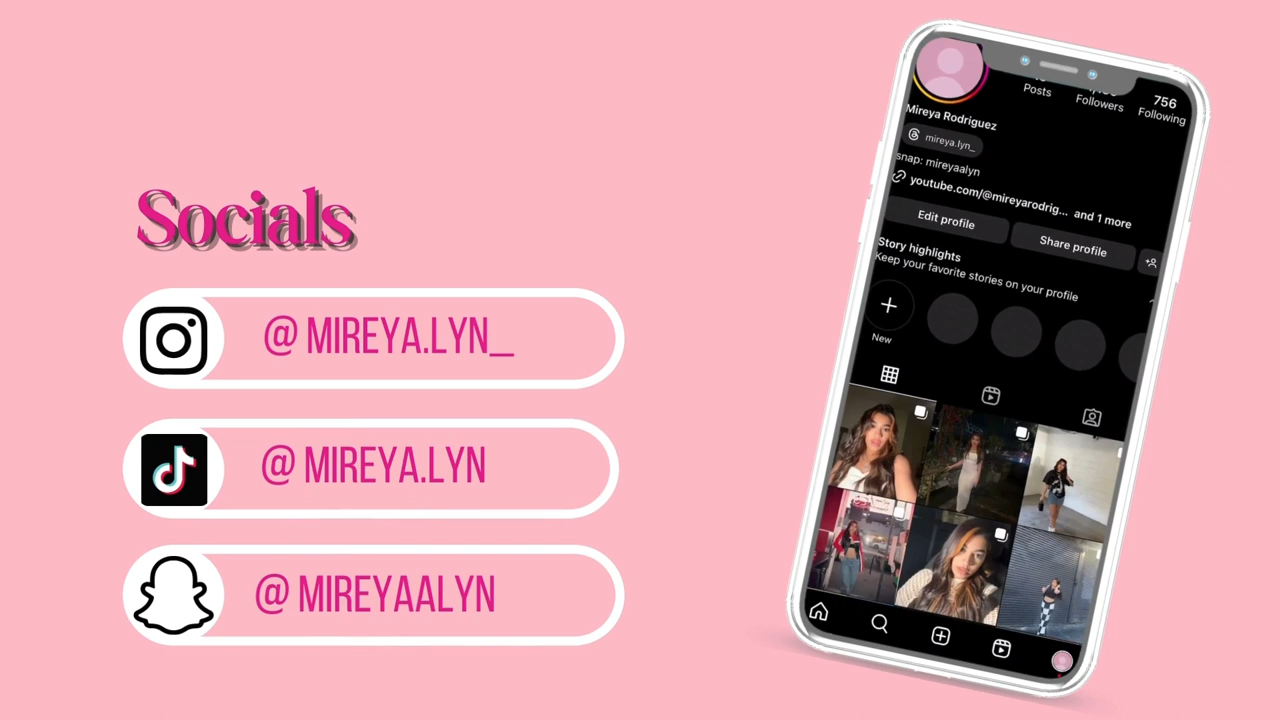 Socials
@ MIREYA.LYN_
@ MIREYA.LYN
@ MIREYAALYN
Posts
Followers
756
Following
Mireya Rodriguez
mireya.lyn_
snap: mireyaalyn
youtube.com/@mireyarodrig... and 1 more
Edit profile
Share profile
Story highlights
Keep your favorite stories on your profile
New